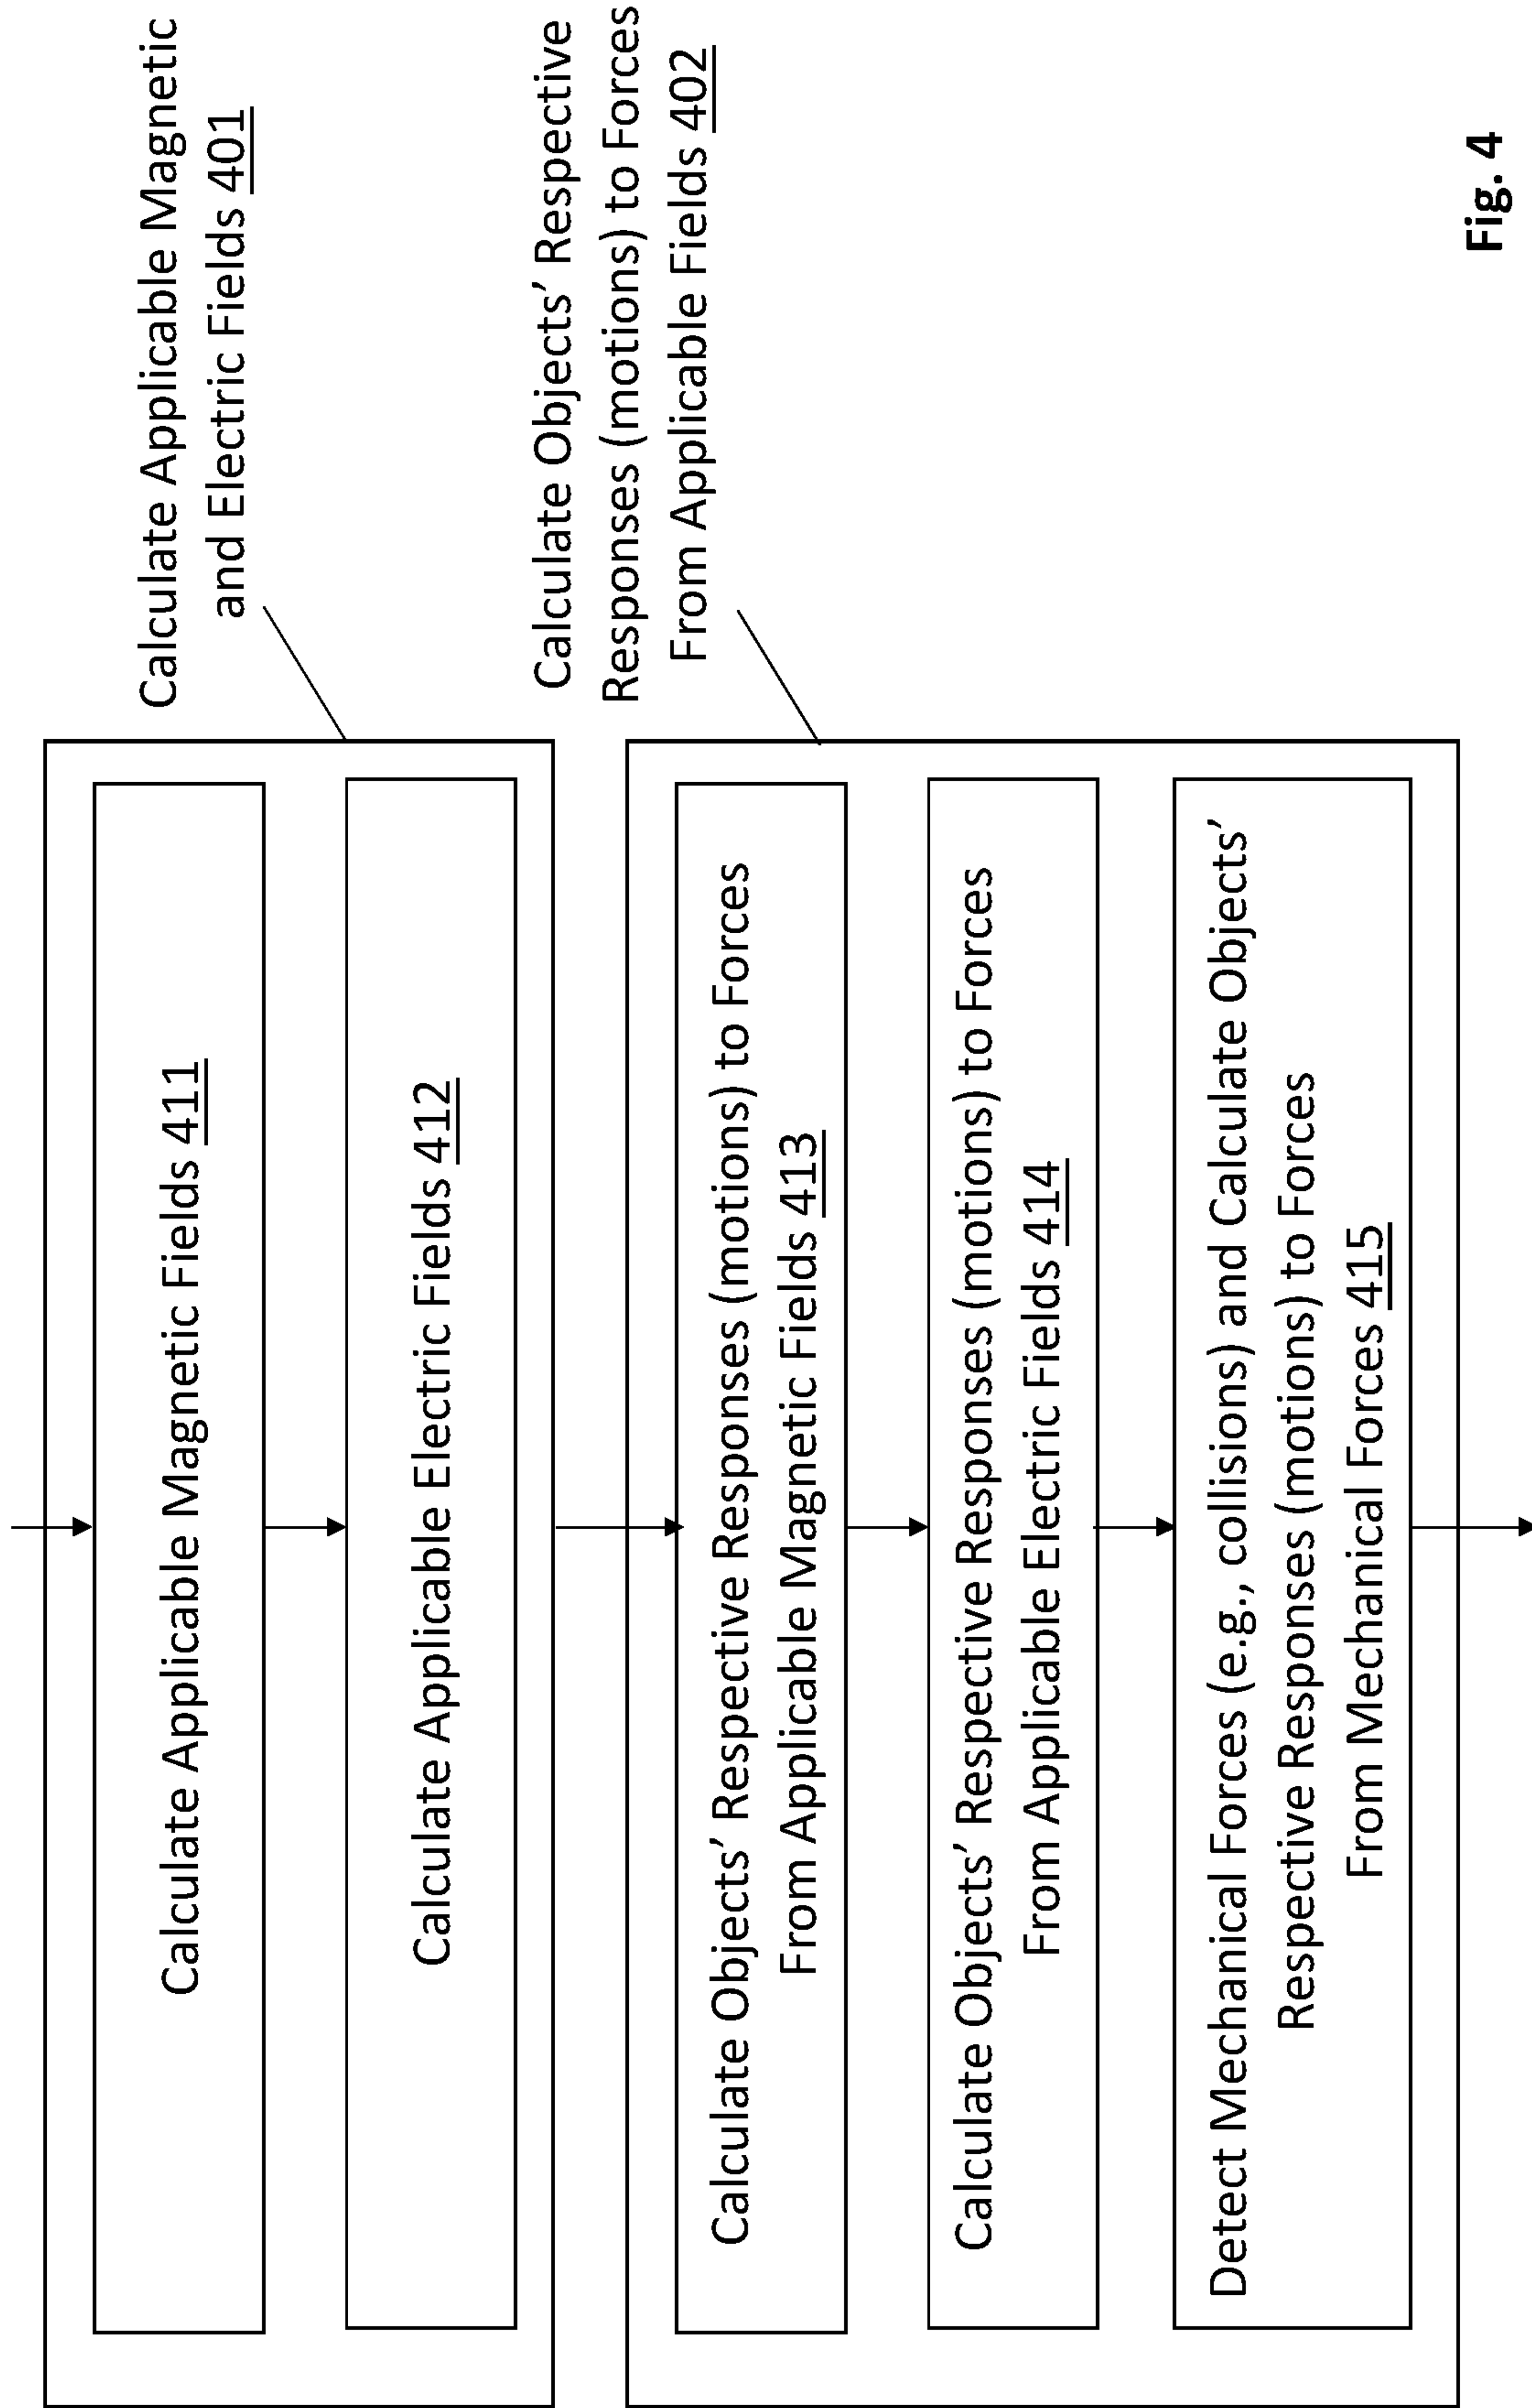 Calculate Applicable Magnetic
and Electric Fields 401
Calculate Applicable Magnetic Fields 411
Calculate Applicable Electric Fields 412
Calculate Objects’ Respective
Responses (motions) to Forces
From Applicable Fields 402
Calculate Objects’ Respective Responses (motions) to Forces
From Applicable Magnetic Fields 413
Calculate Objects’ Respective Responses (motions) to Forces
From Applicable Electric Fields 414
Detect Mechanical Forces (e.g., collisions) and Calculate Objects’
Respective Responses (motions) to Forces
From Mechanical Forces 415
Fig. 4